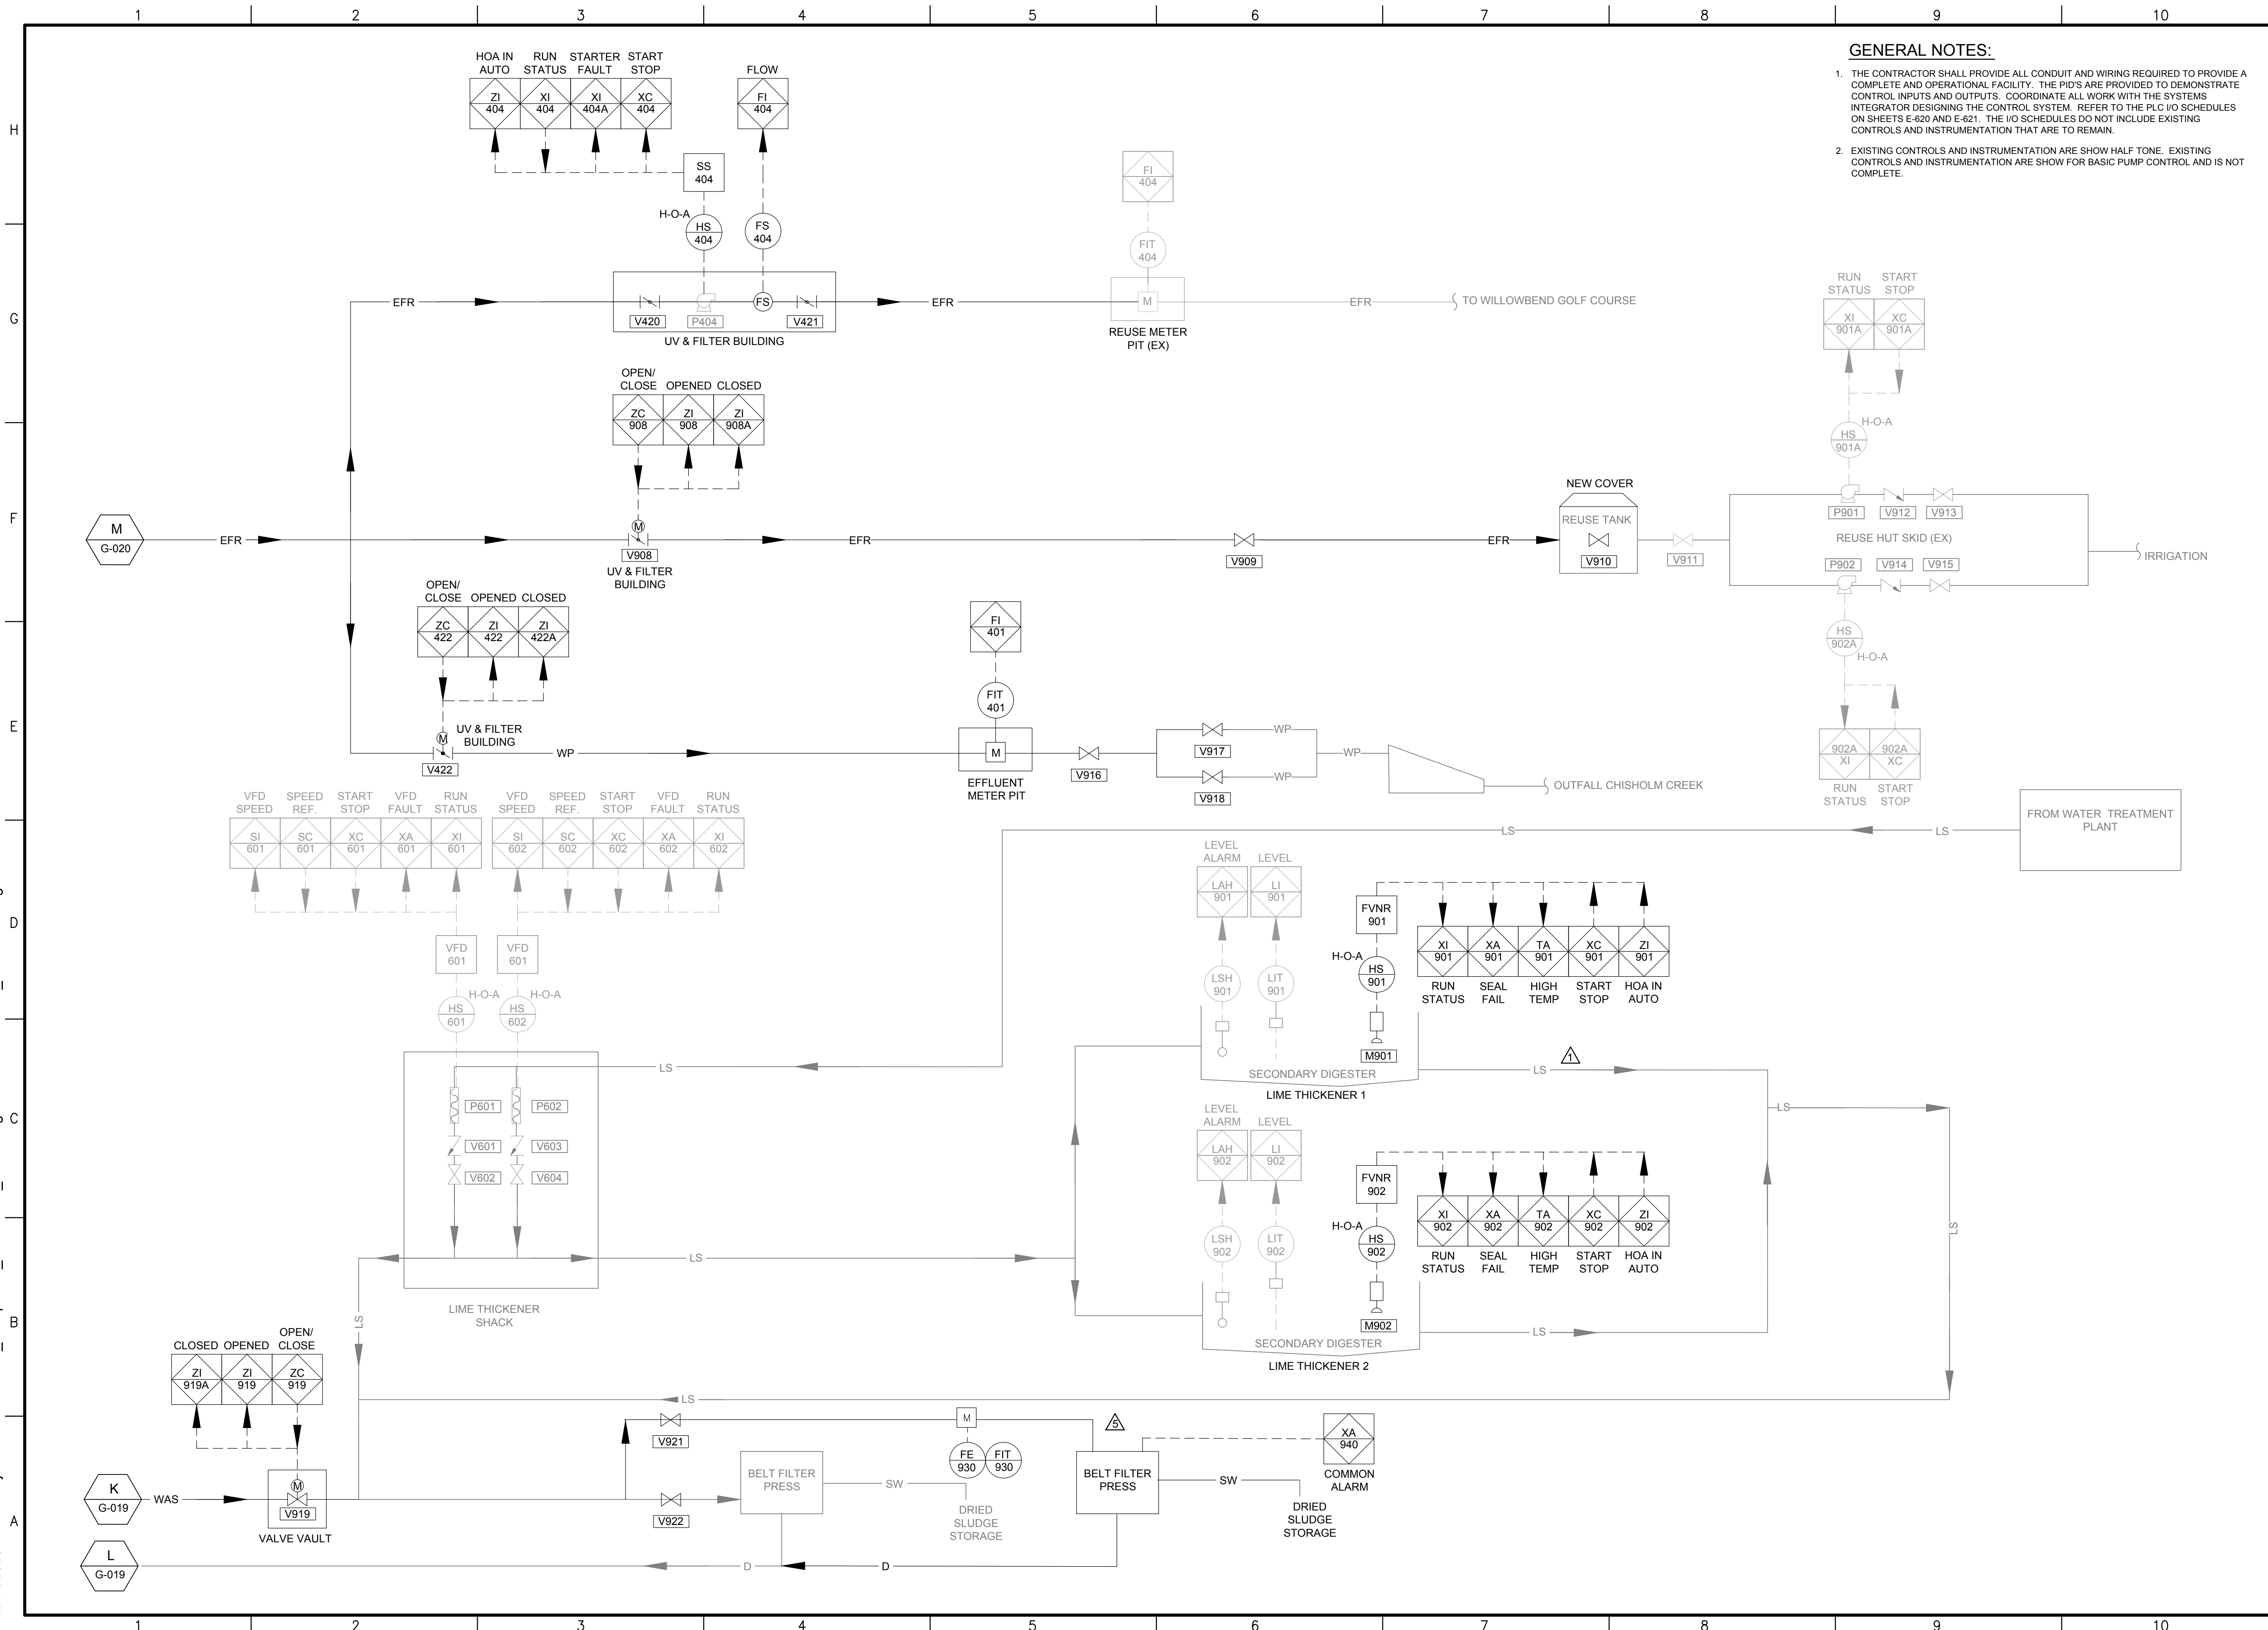 1 2 3 4 5 6 7 8 9 10
GENERAL NOTES:
1. THE CONTRACTOR SHALL PROVIDE ALL CONDUIT AND WIRING REQUIRED TO PROVIDE A
COMPLETE AND OPERATIONAL FACILITY. THE PID'S ARE PROVIDED TO DEMONSTRATE
CONTROL INPUTS AND OUTPUTS. COORDINATE ALL WORK WITH THE SYSTEMS
INTEGRATOR DESIGNING THE CONTROL SYSTEM. REFER TO THE PLC I/O SCHEDULES
ON SHEETS E-620 AND E-621. THE I/O SCHEDULES DO NOT INCLUDE EXISTING
CONTROLS AND INSTRUMENTATION THAT ARE TO REMAIN.
2. EXISTING CONTROLS AND INSTRUMENTATION ARE SHOW HALF TONE. EXISTING
CONTROLS AND INSTRUMENTATION ARE SHOW FOR BASIC PUMP CONTROL AND IS NOT
COMPLETE.
H
HOA IN RUN STARTER START
AUTO STATUS FAULT STOP
FLOW
ZI XI XI XC FI
404 404 404A 404 404
SS
404
FI
404
H-O-A
HS
404
FS
404
FIT
404
G
EFR EFR EFR
FS
M
TO WILLOWBEND GOLF COURSE
V420 P404 V421
UV & FILTER BUILDING
REUSE METER
PIT (EX)
RUN START
STATUS STOP
XI XC
901A 901A
H-O-A
HS
901A
OPEN/
CLOSE OPENED CLOSED
ZC ZI ZI
908 908 908A
F
M
G-020
EFR EFR EFR
M
V908
UV & FILTER
BUILDING
V909
NEW COVER
REUSE TANK
V910
V911
P901 V912 V913
REUSE HUT SKID (EX)
P902 V914 V915
IRRIGATION
HS
902A
H-O-A
902A 902A
XI XC
RUN START
STATUS STOP
OPEN/
CLOSE OPENED CLOSED
ZC ZI ZI
422 422 422A
E
M
UV & FILTER
BUILDING
V422
WP
FI
401
FIT
401
M
EFFLUENT
METER PIT
V916
V917
V918
WP
WP
WP
OUTFALL CHISHOLM CREEK
FROM WATER TREATMENT
PLANT
LS LS
VFD SPEED START VFD RUN
SPEED REF. STOP FAULT STATUS
SI SC XC XA XI
601 601 601 601 601
VFD SPEED START VFD RUN
SPEED REF. STOP FAULT STATUS
SI SC XC XA XI
602 602 602 602 602
D
VFD
601
VFD
601
H-O-A
HS
601
H-O-A
HS
602
LEVEL
ALARM LEVEL
LAH LI
901 901
LSH LIT
901 901
FVNR
901
H-O-A
HS
901
M901
XI XA TA XC ZI
901 901 901 901 901
RUN SEAL HIGH START HOA IN
STATUS FAIL TEMP STOP AUTO
SECONDARY DIGESTER
LIME THICKENER 1
LS
1
C
LS
P601 P602
V601 V603
V602 V604
LS
LEVEL
ALARM LEVEL
LAH LI
902 902
LSH LIT
902 902
FVNR
902
H-O-A
HS
902
M902
XI XA TA XC ZI
902 902 902 902 902
RUN SEAL HIGH START HOA IN
STATUS FAIL TEMP STOP AUTO
SECONDARY DIGESTER
LIME THICKENER 2
LS
LS
B
LS
LS
LIME THICKENER
SHACK
LS
CLOSED OPENED
OPEN/
CLOSE
ZI ZI ZC
919A 919 919
A
K
G-019
WAS
M
V919
VALVE VAULT
V921
V922
M
FE FIT
930 930
5
BELT FILTER
PRESS
SW
DRIED
SLUDGE
STORAGE
BELT FILTER
PRESS
SW
XA
940
COMMON
ALARM
DRIED
SLUDGE
STORAGE
L
G-019
D D
1 2 3 4 5 6 7 8 9 10